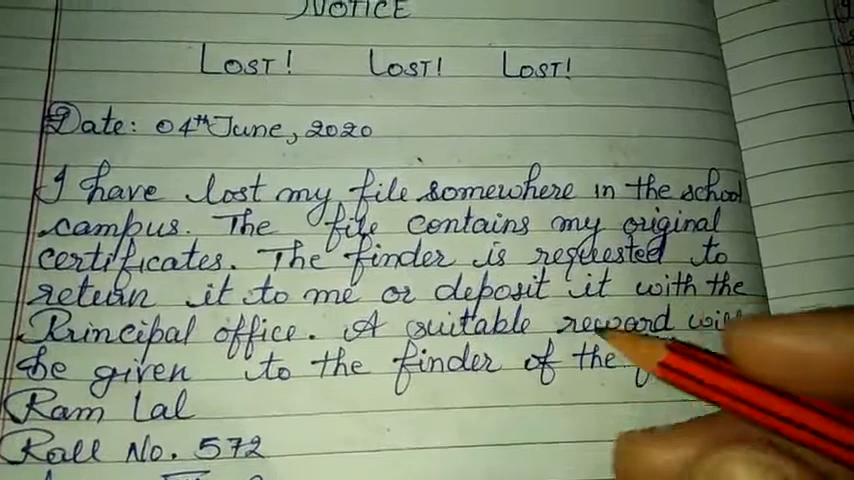 NOTICE
LOST! LOST! LOST!
Date: 04th June, 2020
I have lost my file somewhere in the school
campus. The file contains my original
certificates. The finder is requested to
return it to me or deposit it with the
Principal office. A suitable reward will
be given to the finder of the
Ram Lal
Roll No. 572